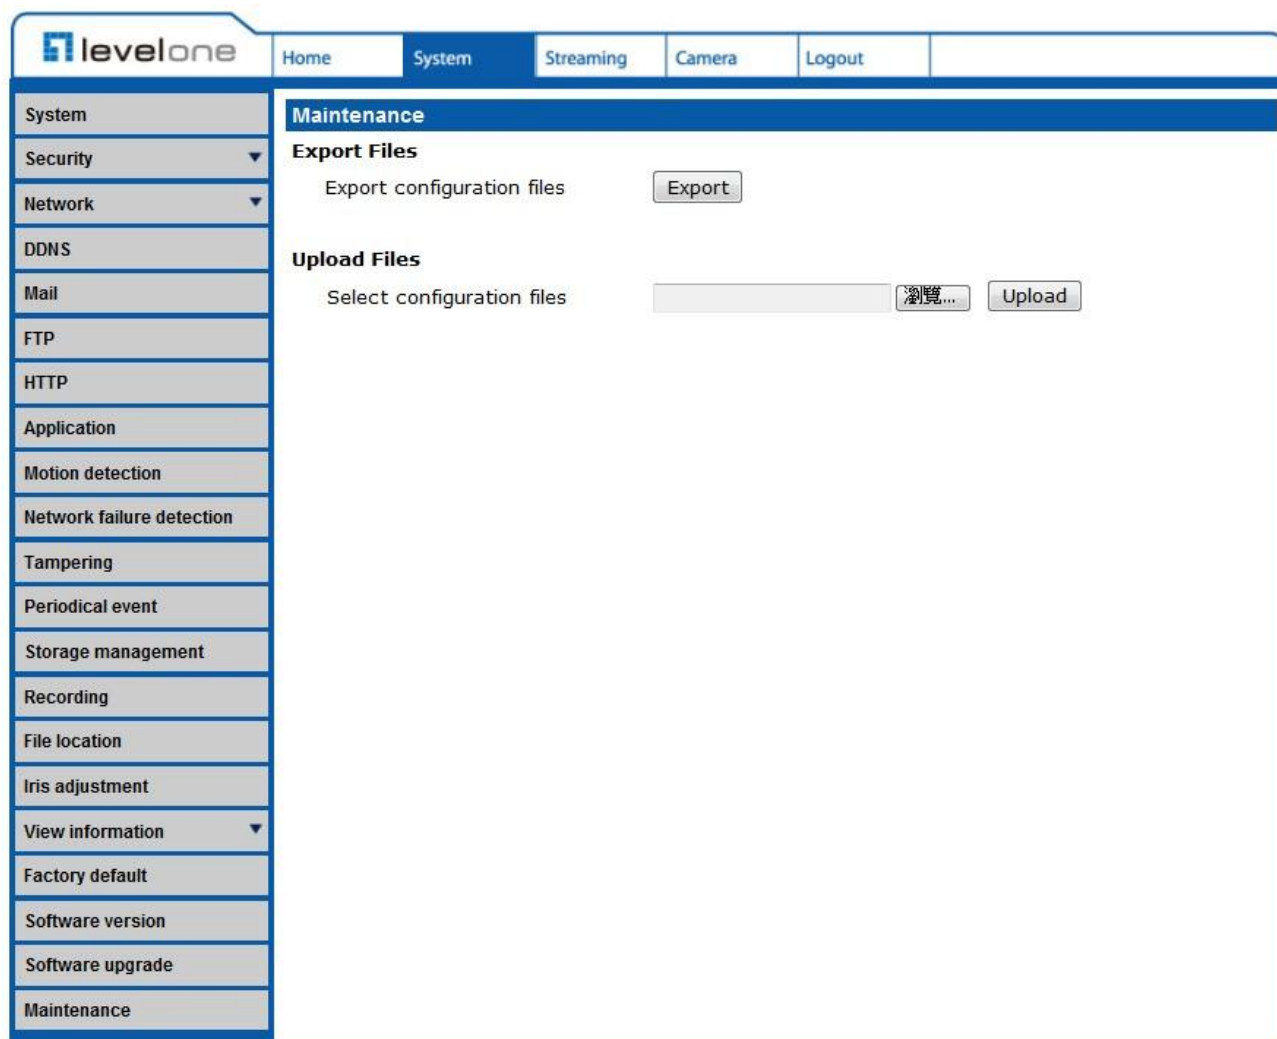 levelone
Home System Streaming Camera Logout
System
Security
Network
DDNS
Mail
FTP
HTTP
Application
Motion detection
Network failure detection
Tampering
Periodical event
Storage management
Recording
File location
Iris adjustment
View information
Factory default
Software version
Software upgrade
Maintenance
Maintenance
Export Files
Export configuration files Export
Upload Files
Select configuration files 瀏覽... Upload